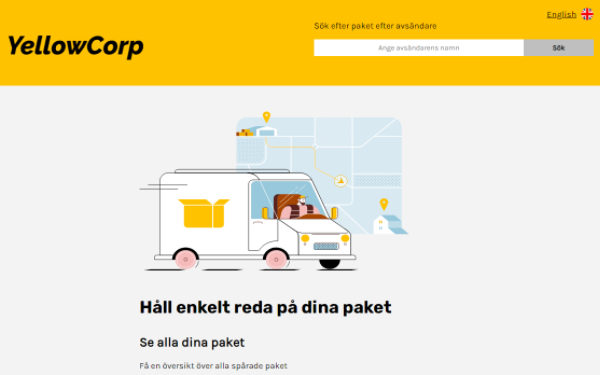 English
Sök efter paket efter avsändare
YellowCorp
Ange avsändarens namn
Sök
Håll enkelt reda på dina paket
Se alla dina paket
Få en översikt över alla spårade paket